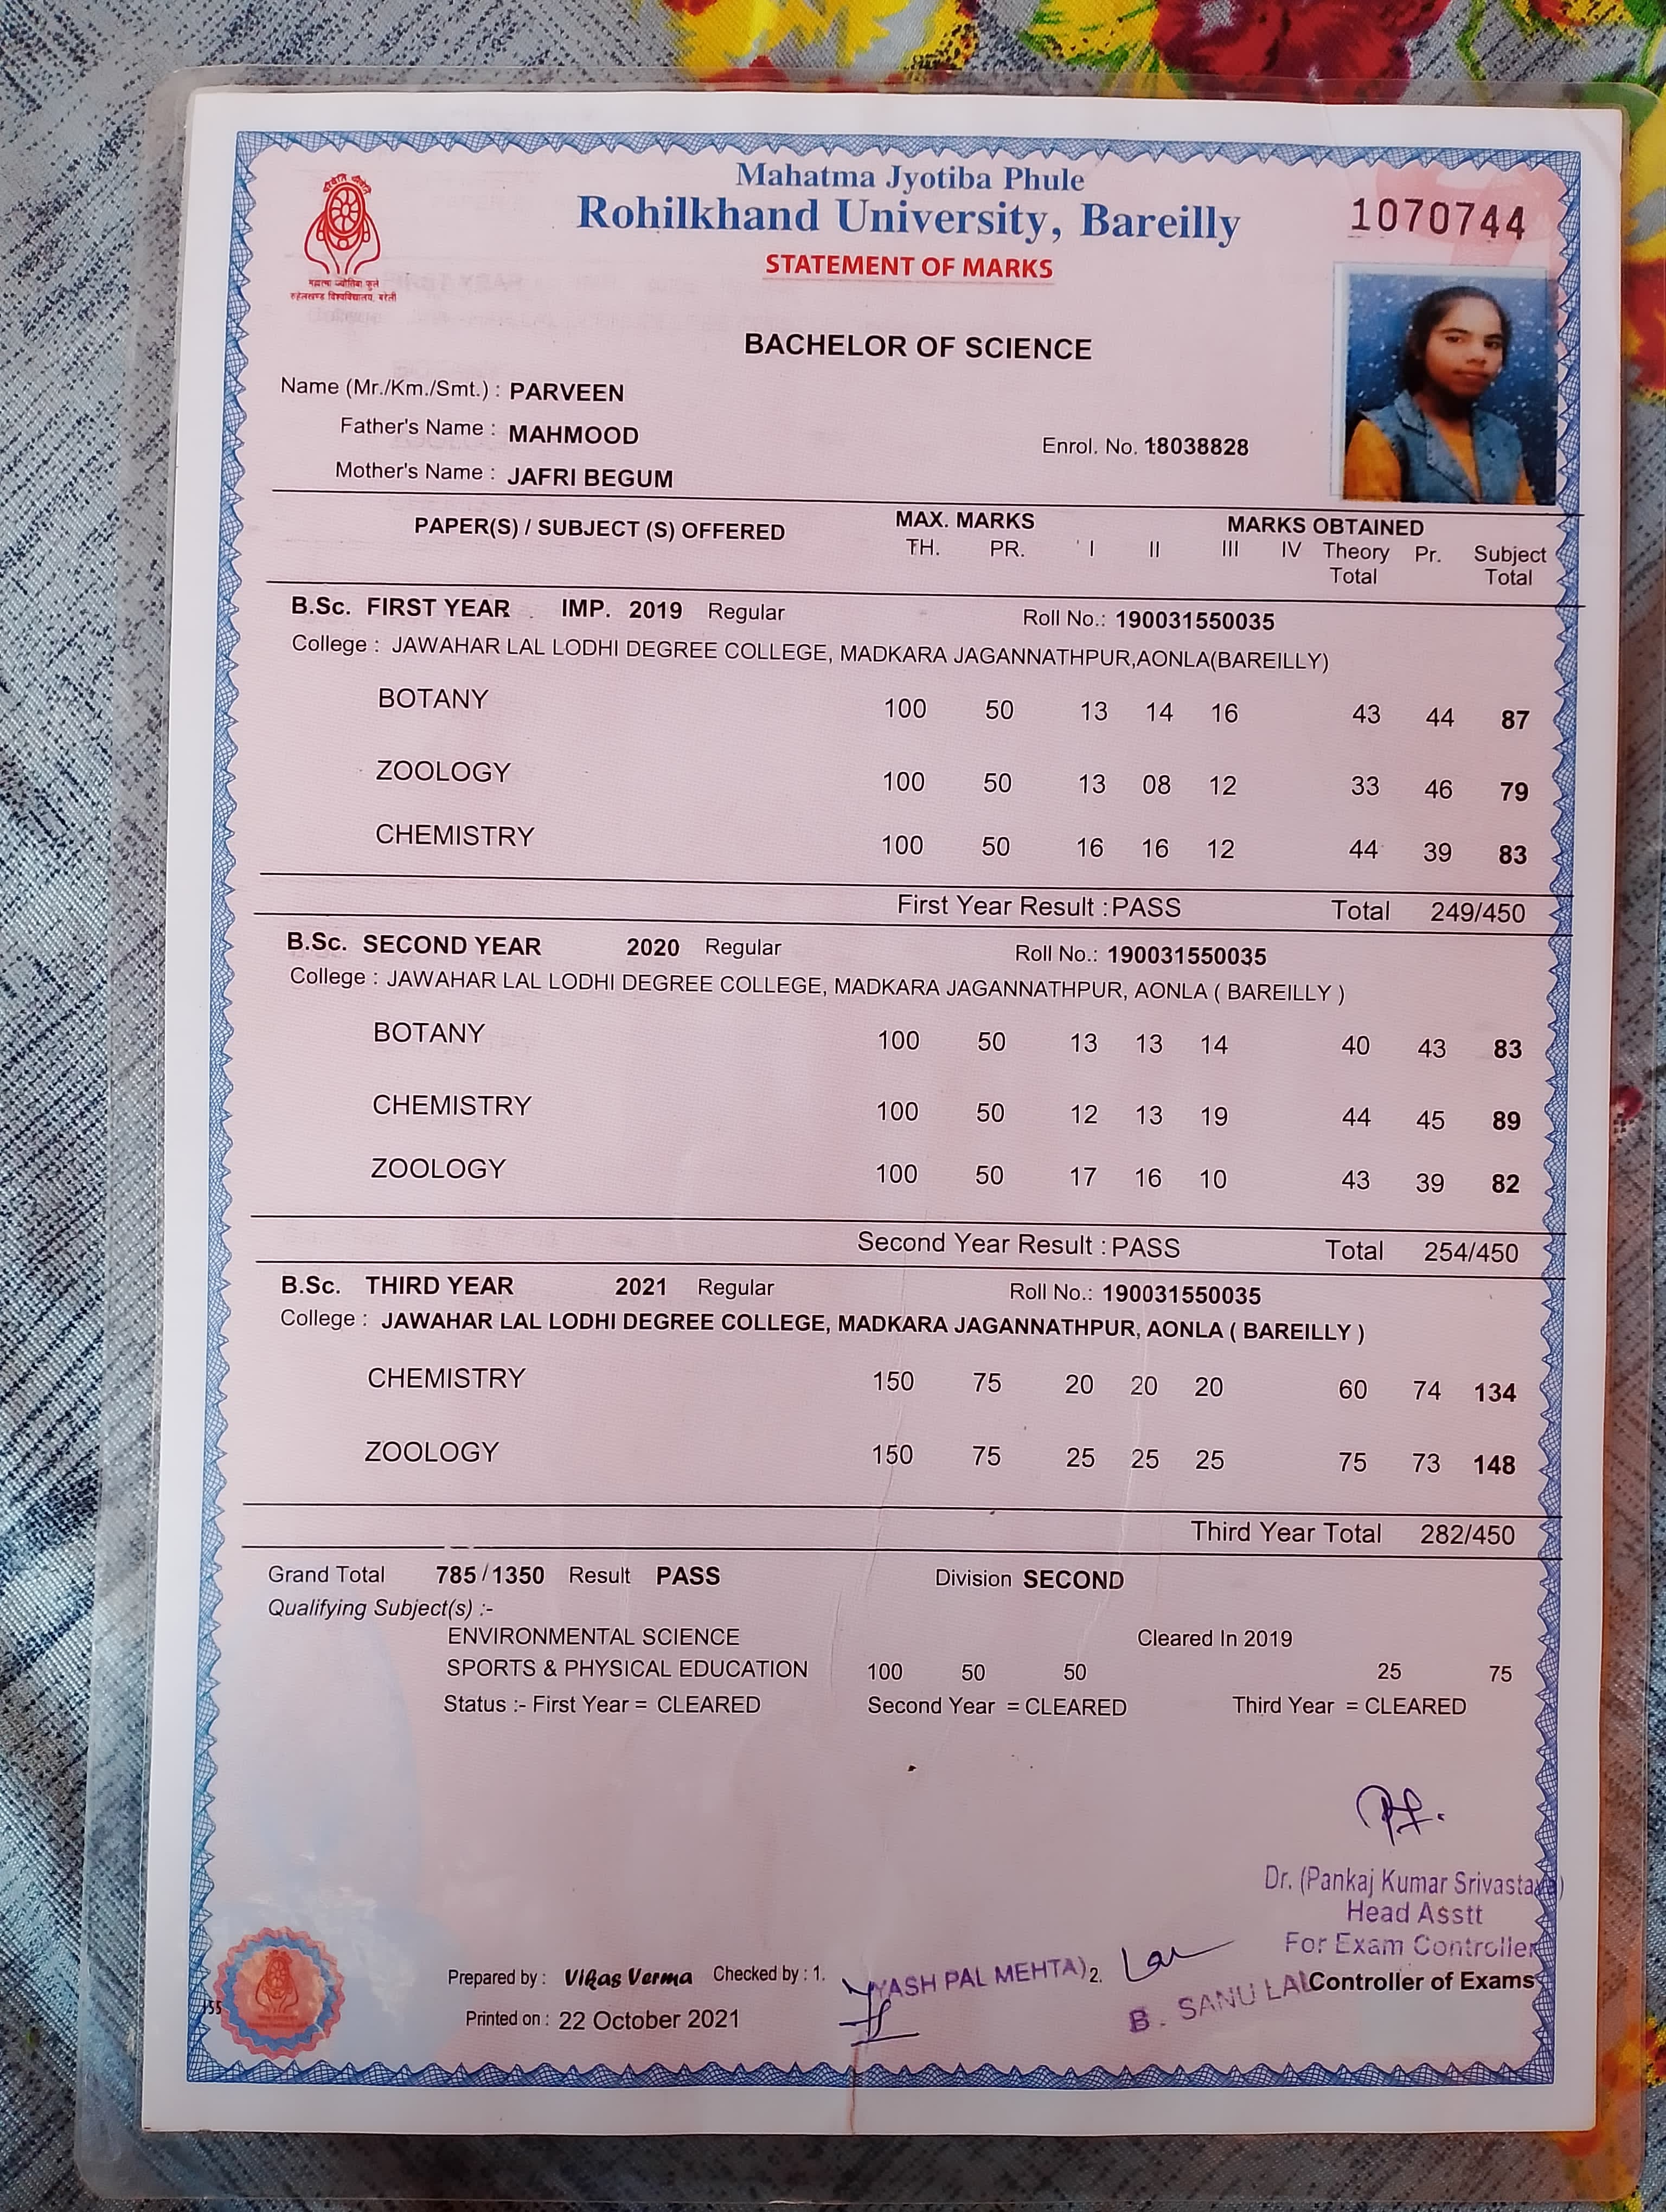 चरैवेति चरैवेति
महात्मा ज्योतिबा फुले
रुहेलखण्ड विश्वविद्यालय, बरेली
Mahatma Jyotiba Phule
Rohilkhand University, Bareilly
1070744
STATEMENT OF MARKS
BACHELOR OF SCIENCE
Name (Mr./Km./Smt.) : PARVEEN
Father's Name : MAHMOOD
Enrol. No. 18038828
Mother's Name : JAFRI BEGUM
PAPER(S) / SUBJECT (S) OFFERED MAX. MARKS MARKS OBTAINED
TH. PR. I II III IV Theory Total Pr. Subject Total
B.Sc. FIRST YEAR IMP. 2019 Regular Roll No.: 190031550035
College : JAWAHAR LAL LODHI DEGREE COLLEGE, MADKARA JAGANNATHPUR,AONLA(BAREILLY)
BOTANY 100 50 13 14 16 43 44 87
ZOOLOGY 100 50 13 08 12 33 46 79
CHEMISTRY 100 50 16 16 12 44 39 83
First Year Result : PASS Total 249/450
B.Sc. SECOND YEAR 2020 Regular Roll No.: 190031550035
College : JAWAHAR LAL LODHI DEGREE COLLEGE, MADKARA JAGANNATHPUR, AONLA ( BAREILLY )
BOTANY 100 50 13 13 14 40 43 83
CHEMISTRY 100 50 12 13 19 44 45 89
ZOOLOGY 100 50 17 16 10 43 39 82
Second Year Result : PASS Total 254/450
B.Sc. THIRD YEAR 2021 Regular Roll No.: 190031550035
College : JAWAHAR LAL LODHI DEGREE COLLEGE, MADKARA JAGANNATHPUR, AONLA ( BAREILLY )
CHEMISTRY 150 75 20 20 20 60 74 134
ZOOLOGY 150 75 25 25 25 75 73 148
Third Year Total 282/450
Grand Total 785 / 1350 Result PASS Division SECOND
Qualifying Subject(s) :-
ENVIRONMENTAL SCIENCE Cleared In 2019
SPORTS & PHYSICAL EDUCATION 100 50 50 25 75
Status :- First Year = CLEARED Second Year = CLEARED Third Year = CLEARED
Dr. (Pankaj Kumar Srivastava)
Head Asstt
For Exam Controller
Prepared by : Vikas Verma Checked by : 1. (YASH PAL MEHTA) 2. Lal
B. SANU LAL Controller of Exams
Printed on : 22 October 2021